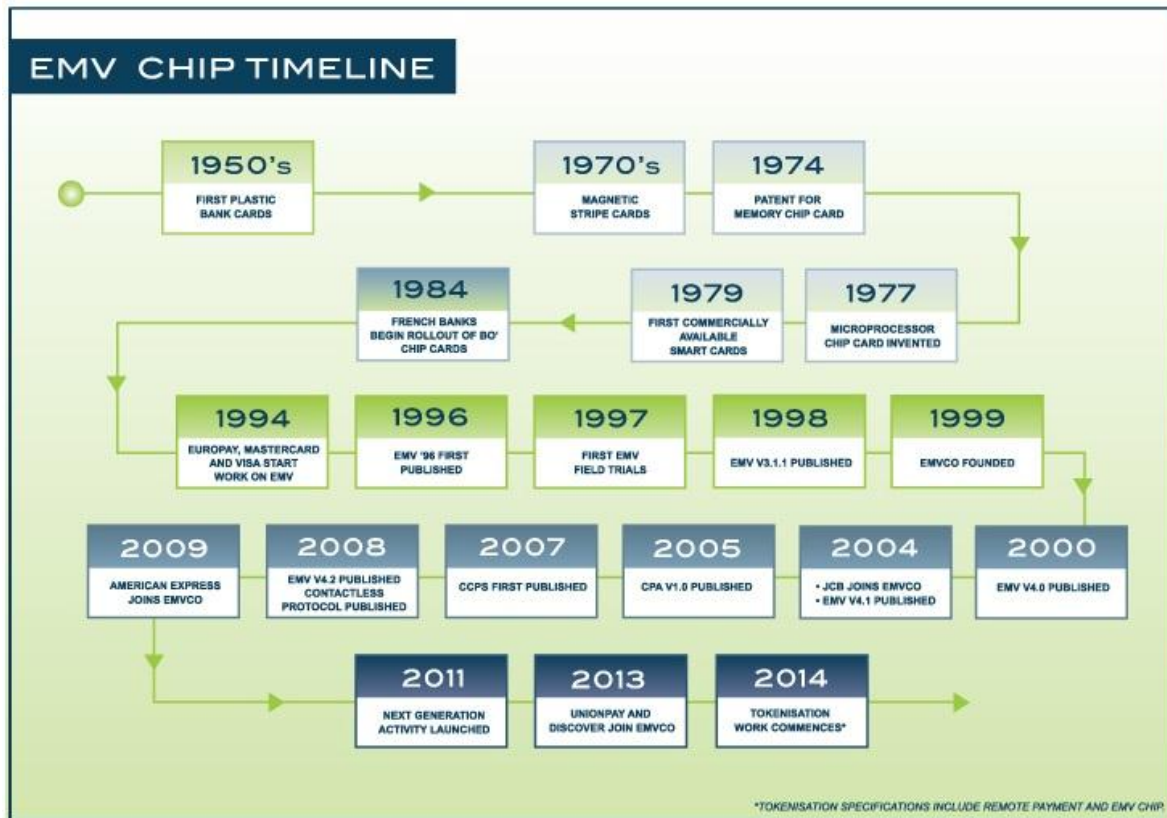 EMV CHIP TIMELINE
1950's
FIRST PLASTIC
BANK CARDS
1970's
MAGNETIC
STRIPE CARDS
1974
PATENT FOR
MEMORY CHIP CARD
1977
MICROPROCESSOR
CHIP CARD INVENTED
1979
FIRST COMMERCIALLY
AVAILABLE
SMART CARDS
1984
FRENCH BANKS
BEGIN ROLLOUT OF BO'
CHIP CARDS
1994
EUROPAY, MASTERCARD
AND VISA START
WORK ON EMV
1996
EMV '96 FIRST
PUBLISHED
1997
FIRST EMV
FIELD TRIALS
1998
EMV V3.1.1 PUBLISHED
1999
EMVCO FOUNDED
2000
EMV V4.0 PUBLISHED
2004
• JCB JOINS EMVCO
• EMV V4.1 PUBLISHED
2005
CPA V1.0 PUBLISHED
2007
CCPS FIRST PUBLISHED
2008
EMV V4.2 PUBLISHED
CONTACTLESS
PROTOCOL PUBLISHED
2009
AMERICAN EXPRESS
JOINS EMVCO
2011
NEXT GENERATION
ACTIVITY LAUNCHED
2013
UNIONPAY AND
DISCOVER JOIN EMVCO
2014
TOKENISATION
WORK COMMENCES*
*TOKENISATION SPECIFICATIONS INCLUDE REMOTE PAYMENT AND EMV CHIP.